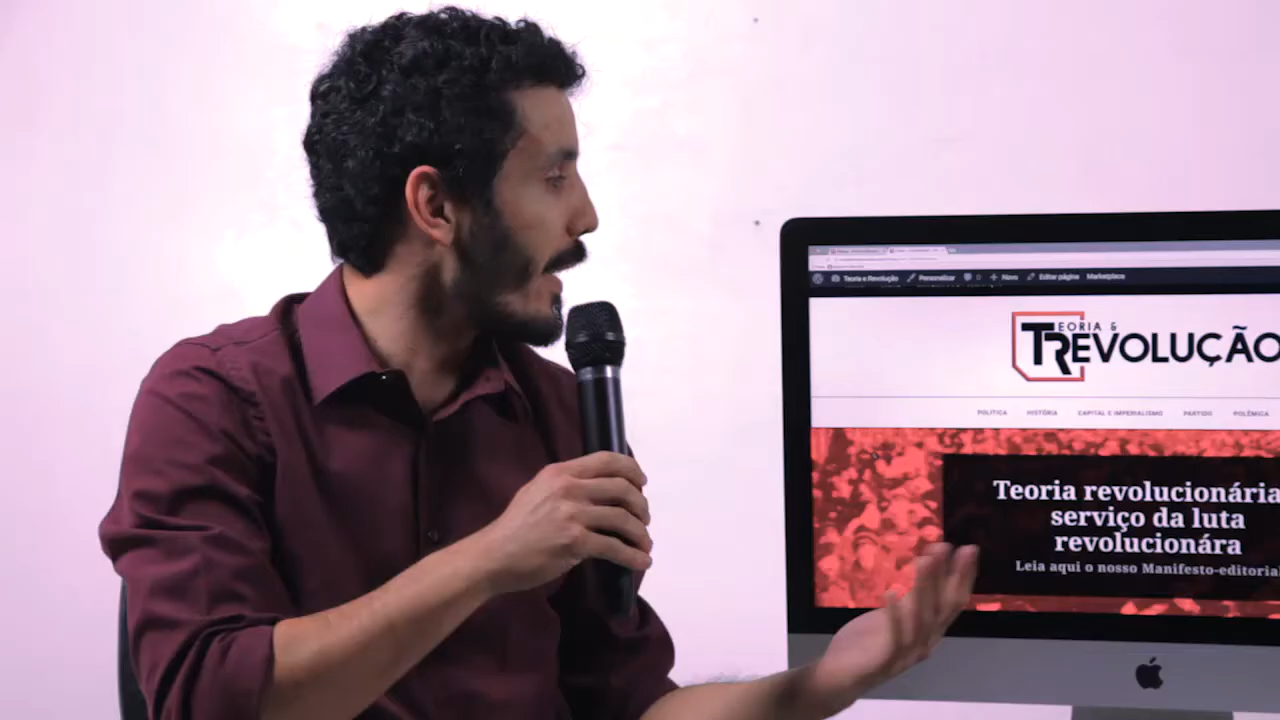 Teoria e Revolução Personalizar 0 Novo Editar página Marketplace
TEORIA &
REVOLUÇÃO
POLÍTICA HISTÓRIA CAPITAL E IMPERIALISMO PARTIDO POLÊMICA
Teoria revolucionária
serviço da luta
revolucionára
Leia aqui o nosso Manifesto-editorial